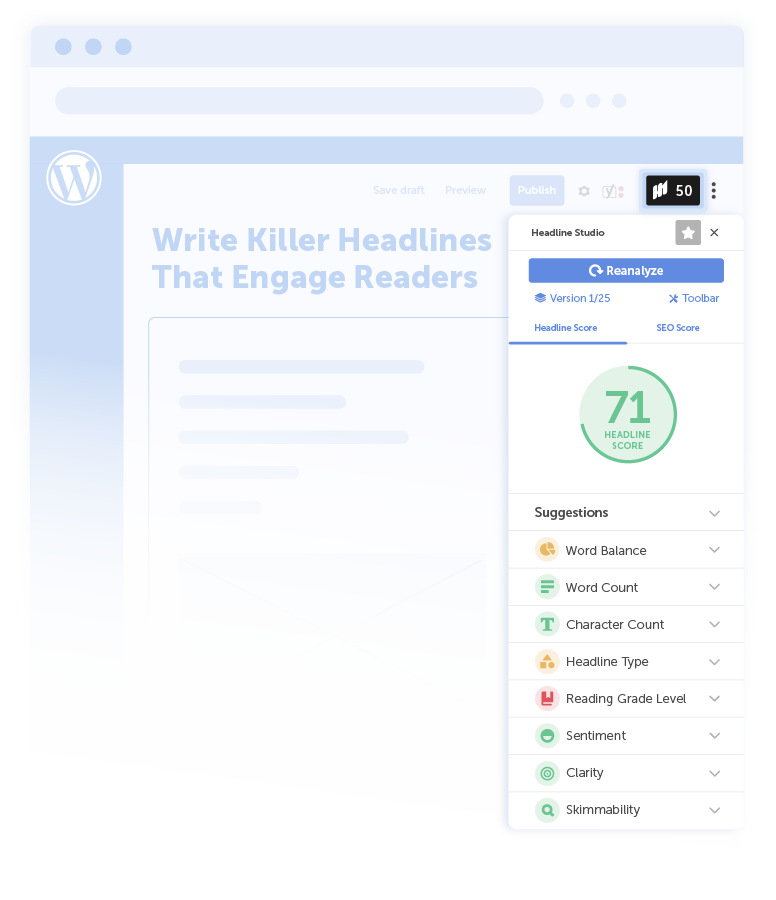 Save draft
Preview
Publish
50
Write Killer Headlines
That Engage Readers
Headline Studio
Reanalyze
Version 1/25
Toolbar
Headline Score
SEO Score
71
HEADLINE
SCORE
Suggestions
Word Balance
Word Count
Character Count
Headline Type
Reading Grade Level
Sentiment
Clarity
Skimmability